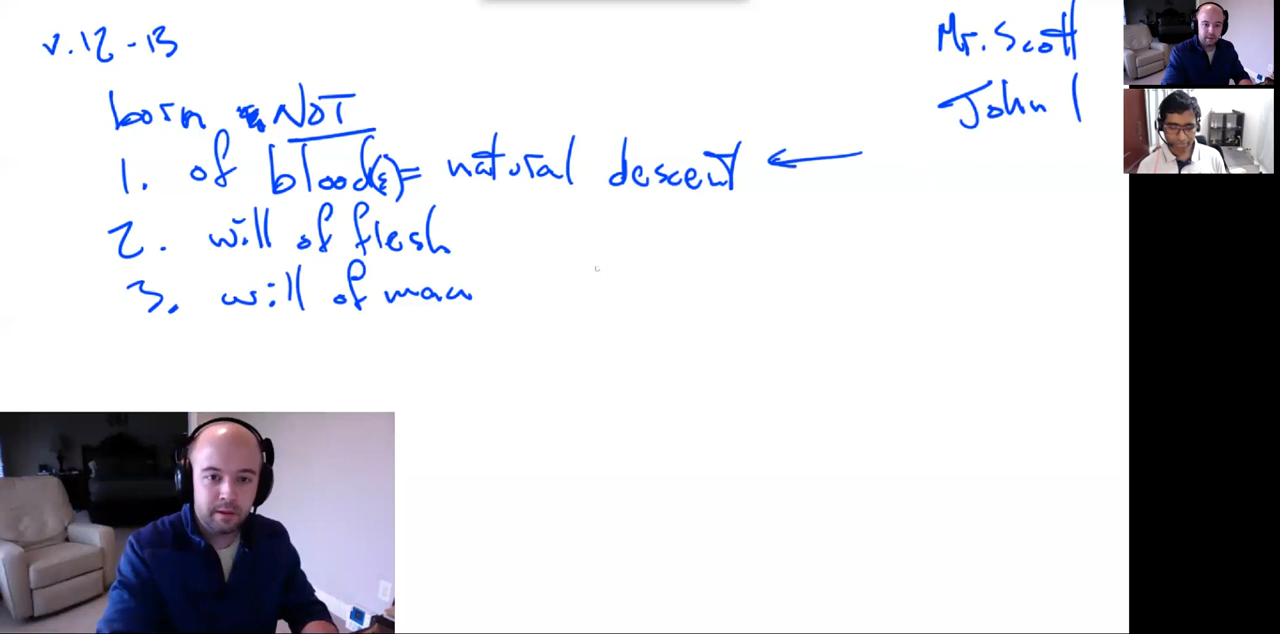 v.12-13
Mr. Scott
John 1
born NOT
1. of blood(s) = natural descent ←
2. will of flesh
3. will of man